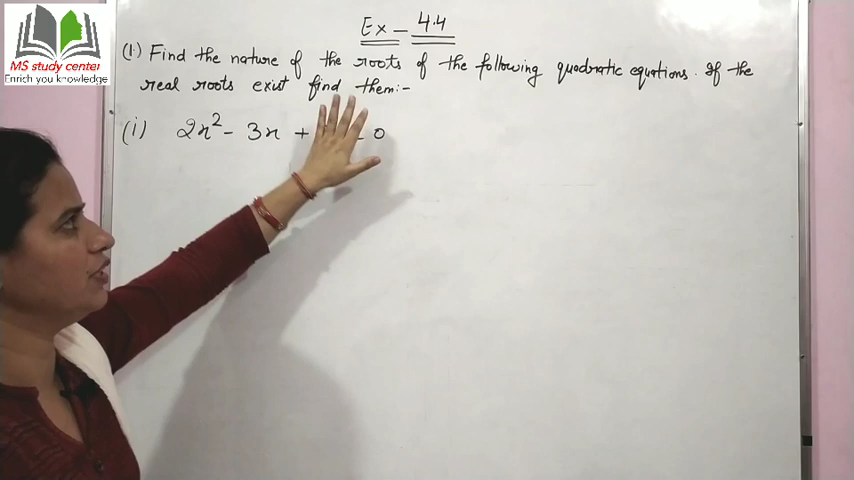 MS study center
Enrich you knowledge
Ex - 4.4
(1.) Find the nature of the roots of the following quadratic equations. If the
real roots exist find them:-
(i) 2x² - 3x + = 0